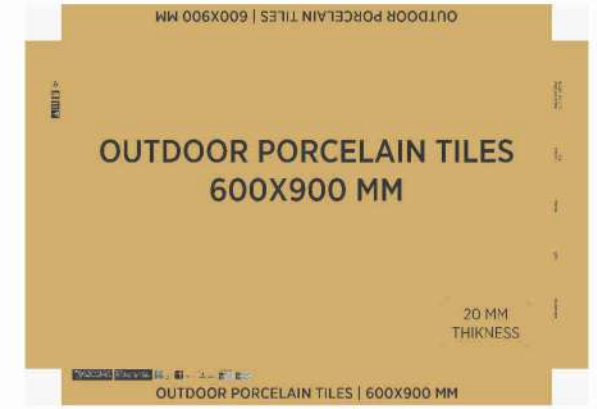 OUTDOOR PORCELAIN TILES | 600X900 MM
OUTDOOR PORCELAIN TILES
600X900 MM
20 MM
THIKNESS
OUTDOOR PORCELAIN TILES | 600X900 MM